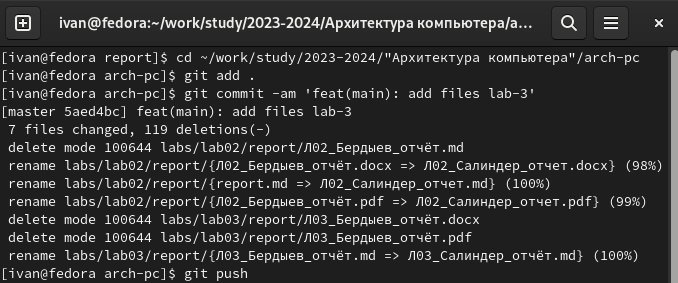 ivan@fedora:~/work/study/2023-2024/Архитектура компьютера/a...
[ivan@fedora report]$ cd ~/work/study/2023-2024/"Архитектура компьютера"/arch-pc
[ivan@fedora arch-pc]$ git add .
[ivan@fedora arch-pc]$ git commit -am 'feat(main): add files lab-3'
[master 5aed4bc] feat(main): add files lab-3
 7 files changed, 119 deletions(-)
 delete mode 100644 labs/lab02/report/Л02_Бердыев_отчёт.md
 rename labs/lab02/report/{Л02_Бердыев_отчёт.docx => Л02_Салиндер_отчет.docx} (98%)
 rename labs/lab02/report/{report.md => Л02_Салиндер_отчет.md} (100%)
 rename labs/lab02/report/{Л02_Бердыев_отчёт.pdf => Л02_Салиндер_отчет.pdf} (99%)
 delete mode 100644 labs/lab03/report/Л03_Бердыев_отчёт.docx
 delete mode 100644 labs/lab03/report/Л03_Бердыев_отчёт.pdf
 rename labs/lab03/report/{Л03_Бердыев_отчёт.md => Л03_Салиндер_отчёт.md} (100%)
[ivan@fedora arch-pc]$ git push